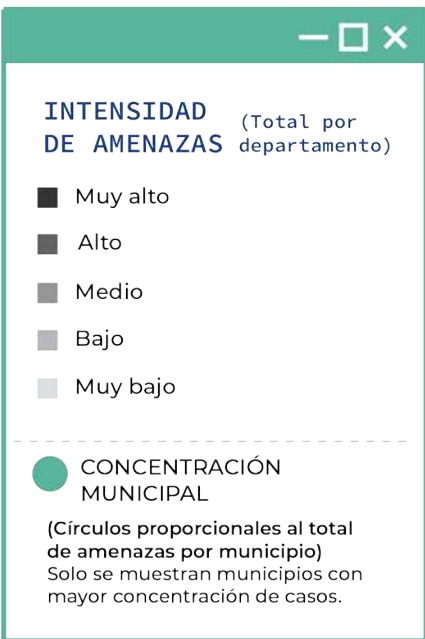 INTENSIDAD
DE AMENAZAS
(Total por
departamento)
Muy alto
Alto
Medio
Bajo
Muy bajo
CONCENTRACIÓN
MUNICIPAL
(Círculos proporcionales al total
de amenazas por municipio)
Solo se muestran municipios con
mayor concentración de casos.